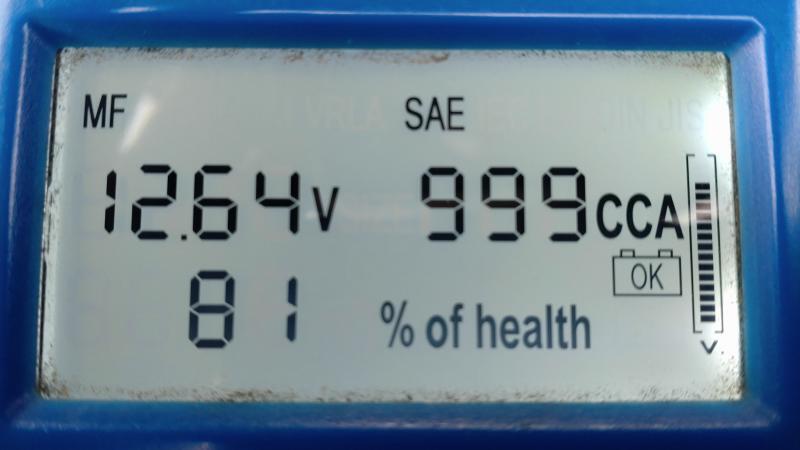 MF SAE
12.64V 999CCA
OK
81 % of health